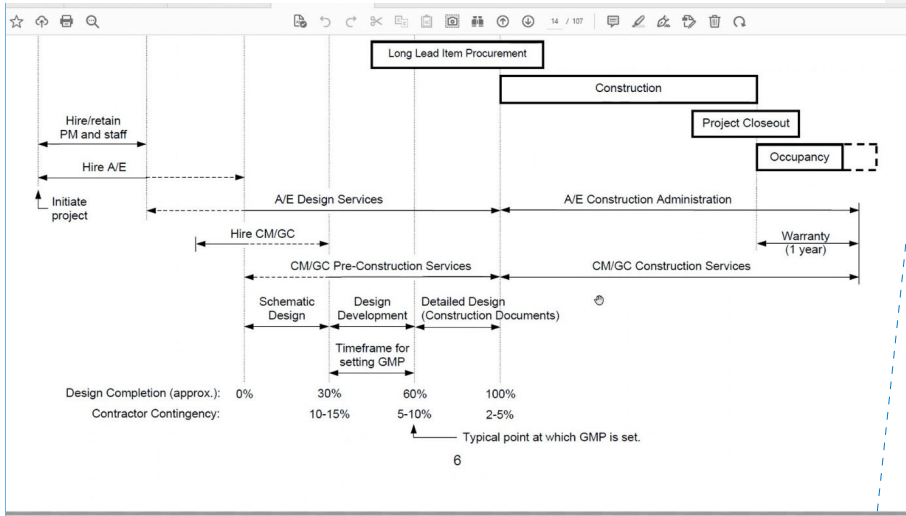 14 / 107
Long Lead Item Procurement
Construction
Project Closeout
Occupancy
Hire/retain
PM and staff
Hire A/E
Initiate
project
A/E Design Services
A/E Construction Administration
Hire CM/GC
Warranty
(1 year)
CM/GC Pre-Construction Services
CM/GC Construction Services
Schematic
Design
Design
Development
Detailed Design
(Construction Documents)
Timeframe for
setting GMP
Design Completion (approx.): 0% 30% 60% 100%
Contractor Contingency: 10-15% 5-10% 2-5%
Typical point at which GMP is set.
6